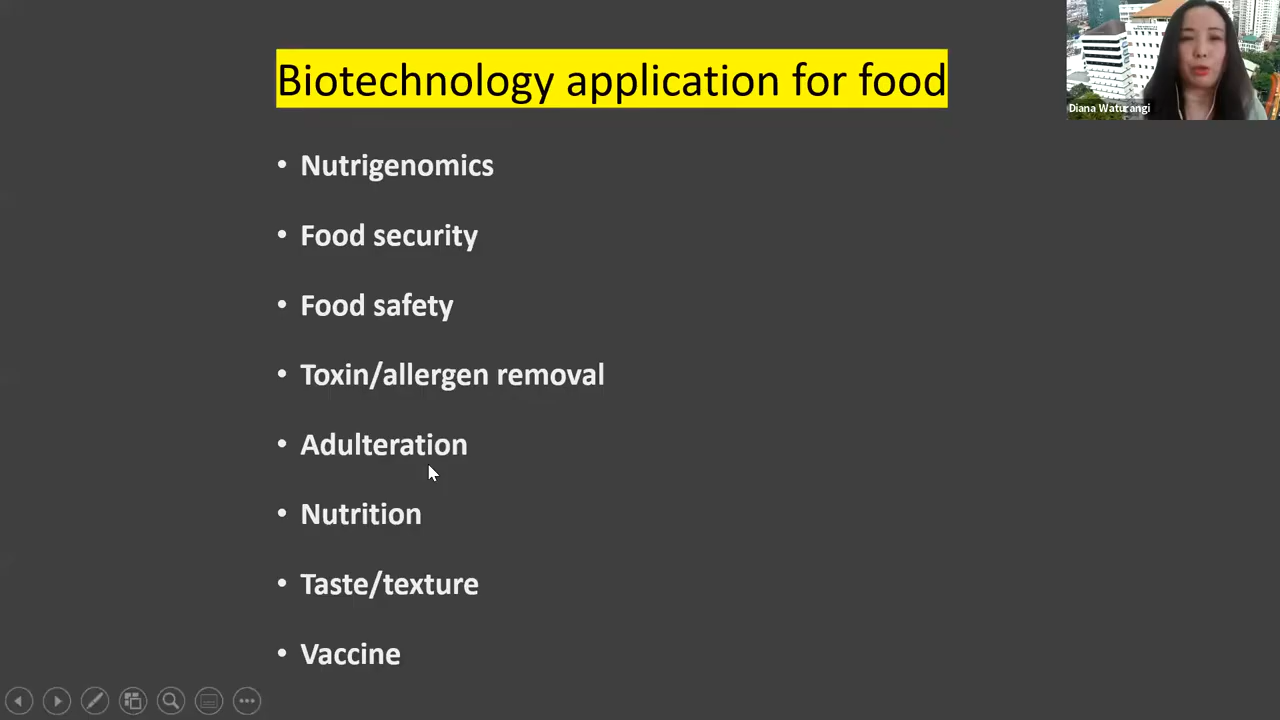 Biotechnology application for food
Diana Waturangi
• Nutrigenomics
• Food security
• Food safety
• Toxin/allergen removal
• Adulteration
• Nutrition
• Taste/texture
• Vaccine